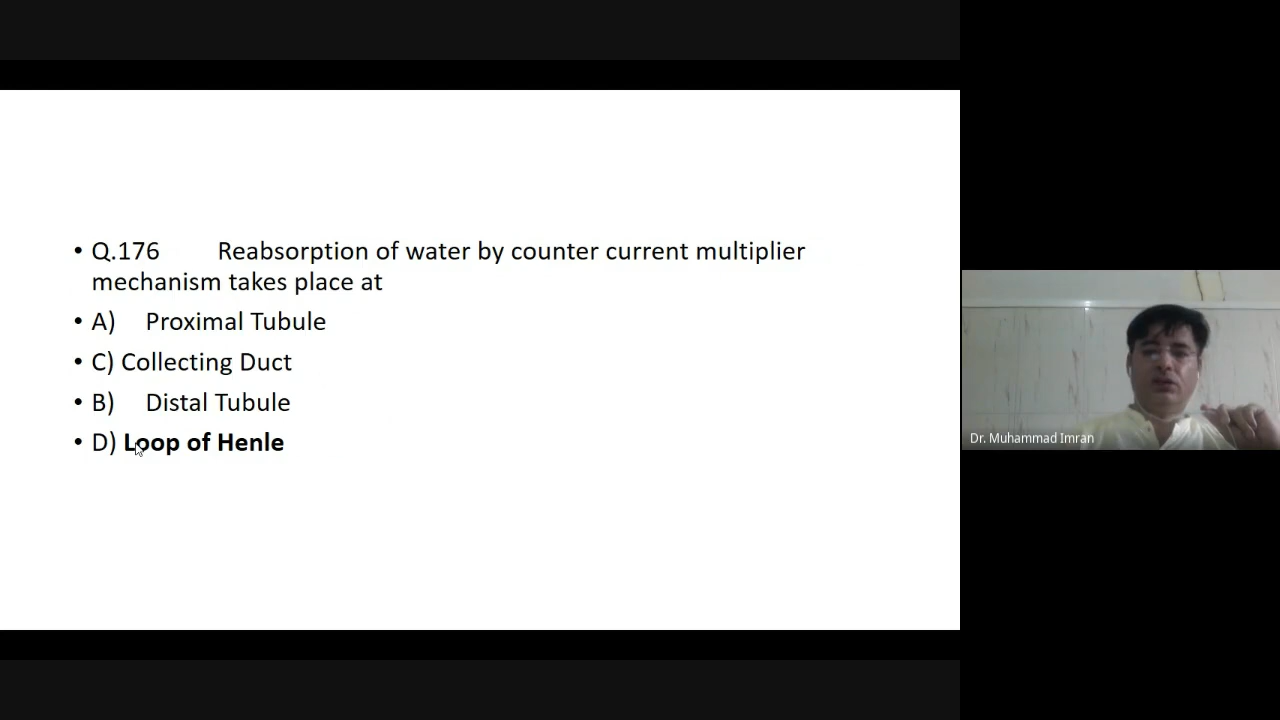 • Q.176 Reabsorption of water by counter current multiplier
mechanism takes place at
• A) Proximal Tubule
• C) Collecting Duct
• B) Distal Tubule
• D) Loop of Henle
Dr. Muhammad Imran